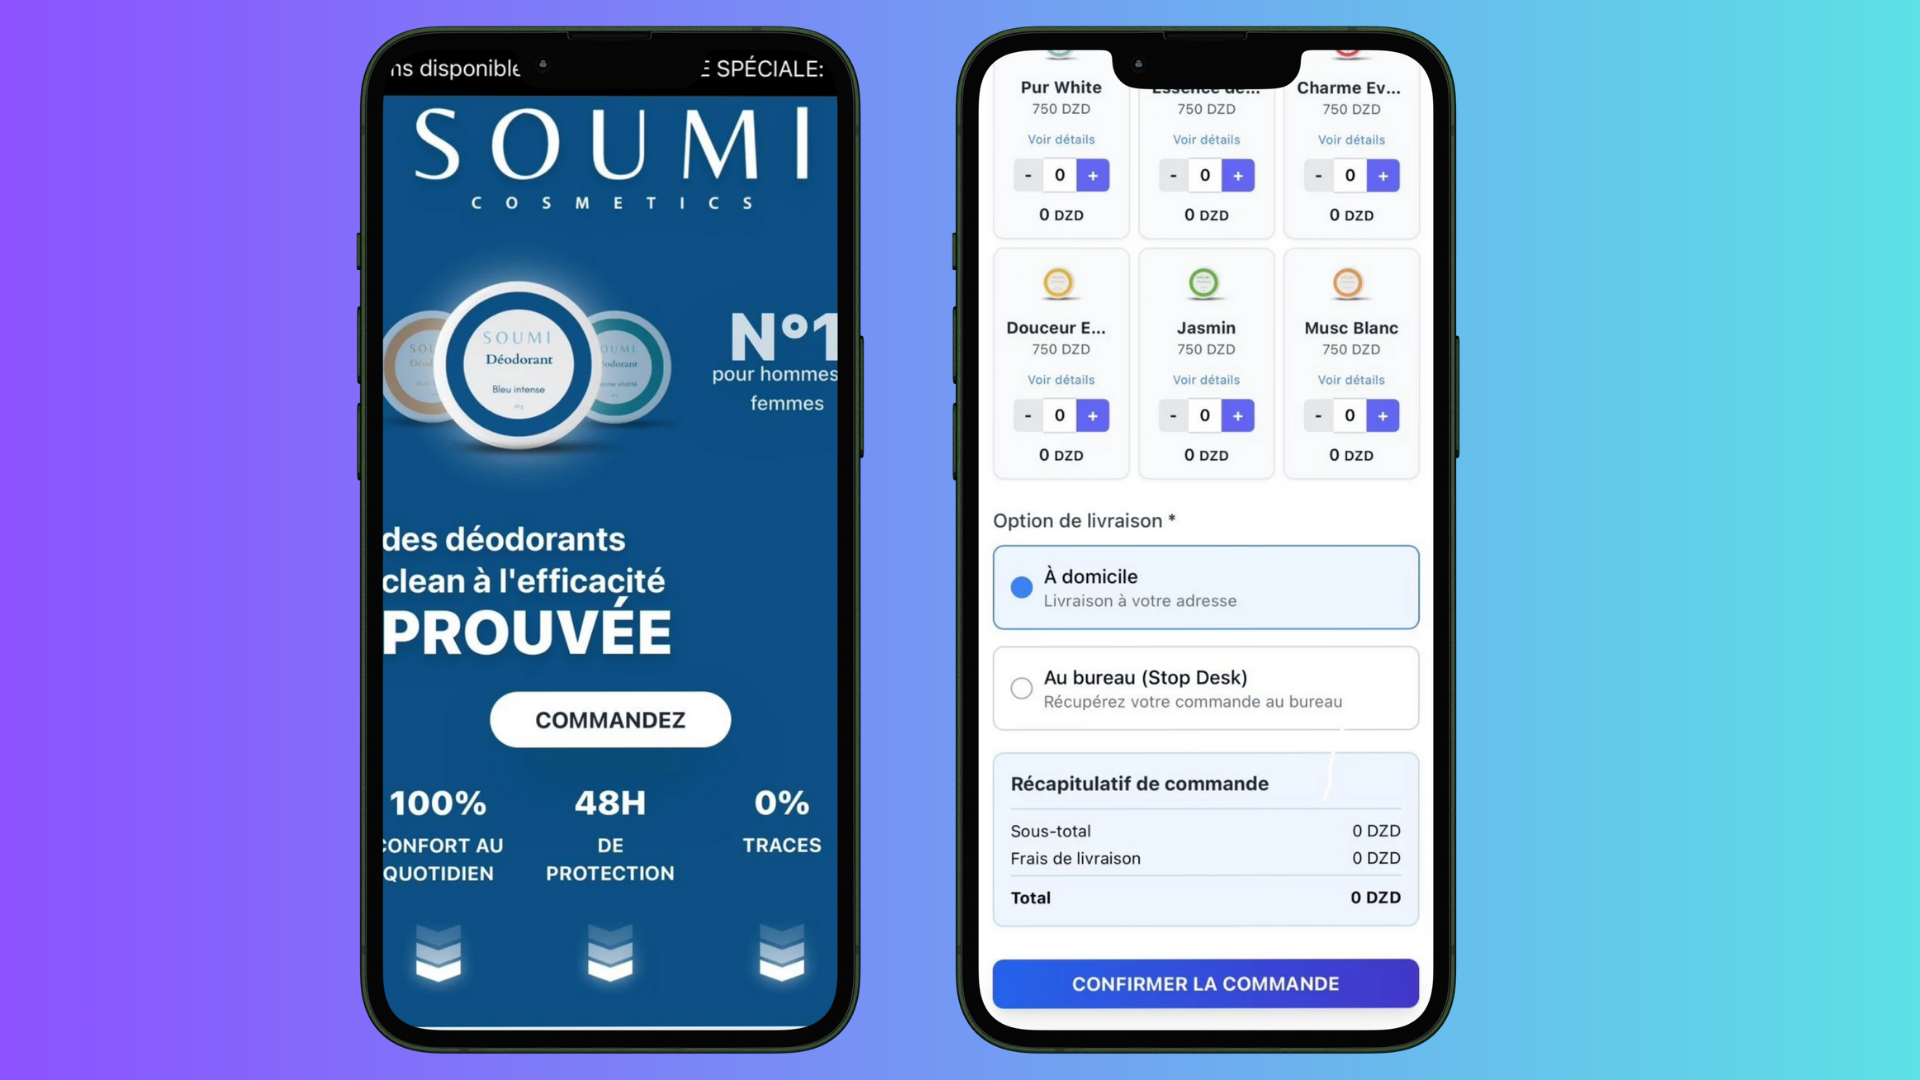 ns disponible
E SPÉCIALE:
SOUMI
COSMETICS
SOUMI
Déodorant
Bleu intense
N°1
pour hommes
femmes
des déodorants
clean à l'efficacité
PROUVÉE
COMMANDEZ
100%
48H
0%
CONFORT AU
QUOTIDIEN
DE
PROTECTION
TRACES
Pur White
Essence de...
Charme Ev...
750 DZD
750 DZD
750 DZD
Voir détails
Voir détails
Voir détails
- 0 +
- 0 +
- 0 +
0 DZD
0 DZD
0 DZD
Douceur E...
Jasmin
Musc Blanc
750 DZD
750 DZD
750 DZD
Voir détails
Voir détails
Voir détails
- 0 +
- 0 +
- 0 +
0 DZD
0 DZD
0 DZD
Option de livraison *
À domicile
Livraison à votre adresse
Au bureau (Stop Desk)
Récupérez votre commande au bureau
Récapitulatif de commande
Sous-total 0 DZD
Frais de livraison 0 DZD
Total 0 DZD
CONFIRMER LA COMMANDE